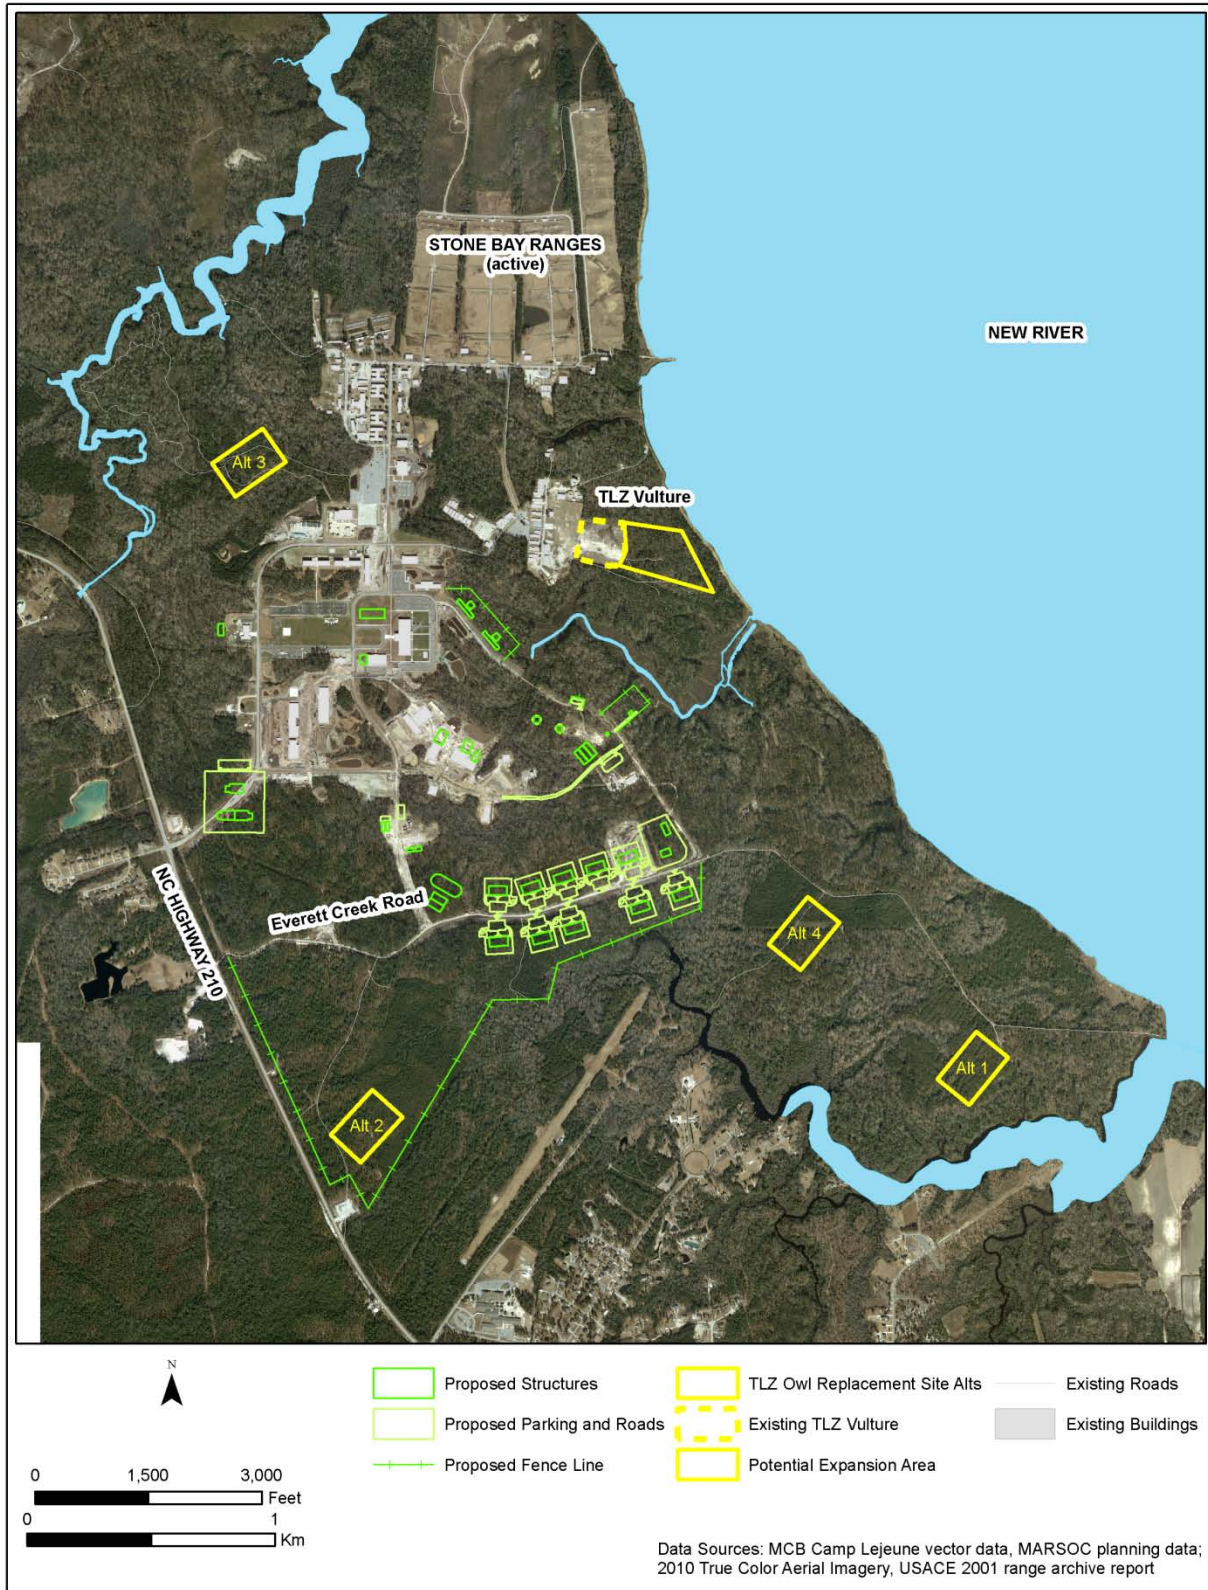 STONE BAY RANGES
(active)
NEW RIVER
Alt 3
TLZ Vulture
Everett Creek Road
NC HIGHWAY 210
Alt 4
Alt 1
Alt 2
N
Proposed Structures
Proposed Parking and Roads
Proposed Fence Line
TLZ Owl Replacement Site Alts
Existing TLZ Vulture
Potential Expansion Area
Existing Roads
Existing Buildings
0 1,500 3,000
Feet
0 1
Km
Data Sources: MCB Camp Lejeune vector data, MARSOC planning data;
2010 True Color Aerial Imagery, USACE 2001 range archive report